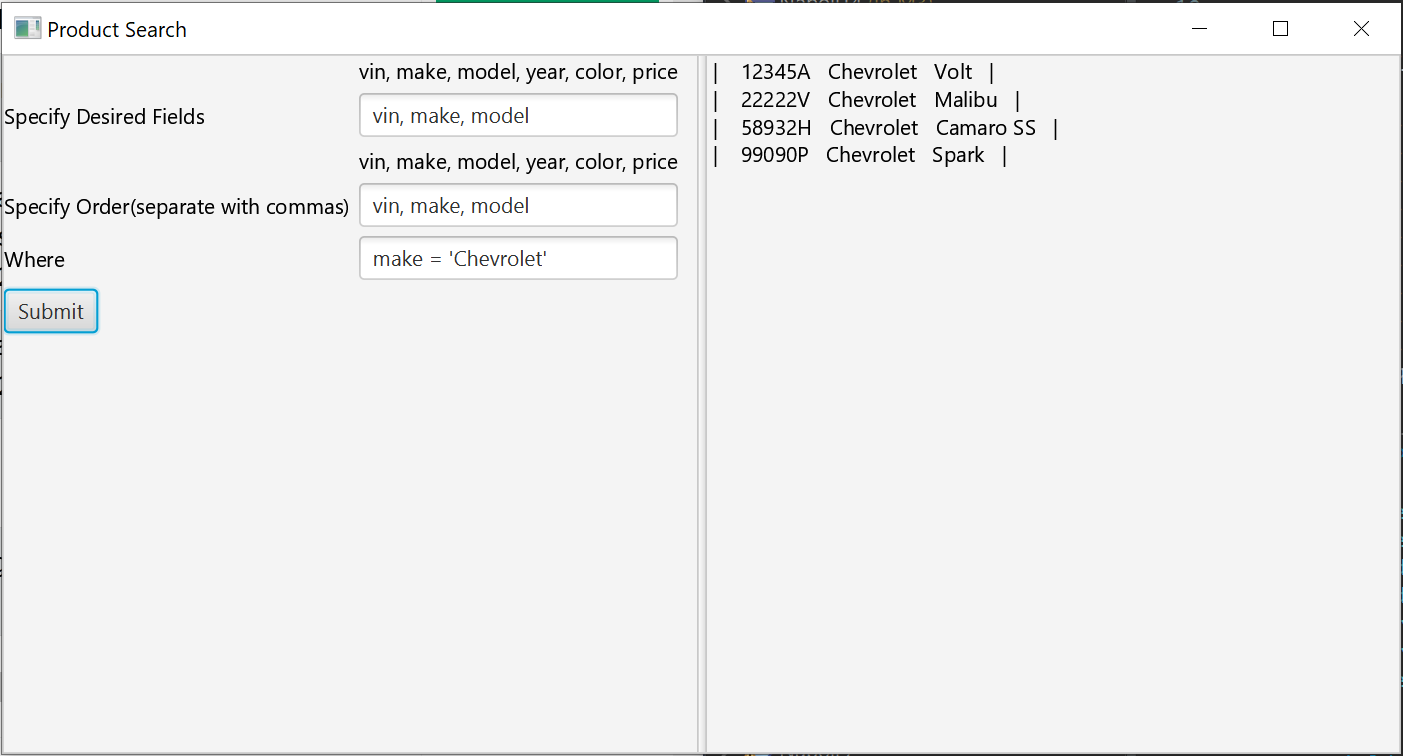 Product Search
vin, make, model, year, color, price
Specify Desired Fields
vin, make, model
vin, make, model, year, color, price
Specify Order(separate with commas)
vin, make, model
Where
make = 'Chevrolet'
Submit
| 12345A Chevrolet Volt |
| 22222V Chevrolet Malibu |
| 58932H Chevrolet Camaro SS |
| 99090P Chevrolet Spark |